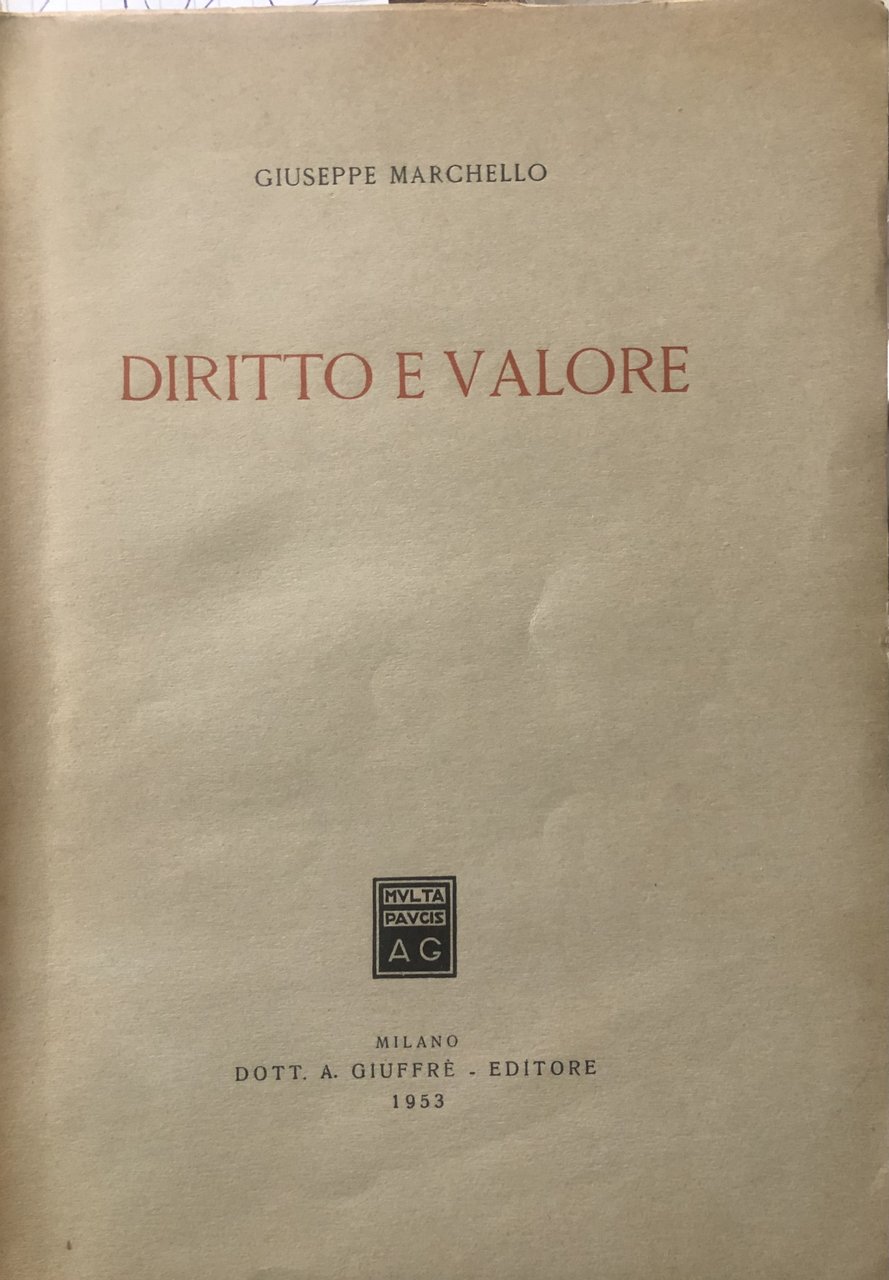 GIUSEPPE MARCHELLO
DIRITTO E VALORE
MVLTA
PAVCIS
AG
MILANO
DOTT. A. GIUFFRÈ - EDITORE
1953